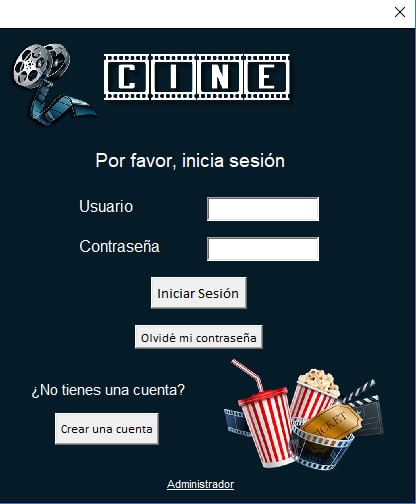 CINE
Por favor, inicia sesión
Usuario
Contraseña
Iniciar Sesión
Olvidé mi contraseña
¿No tienes una cuenta?
Crear una cuenta
TICKET
Administrador